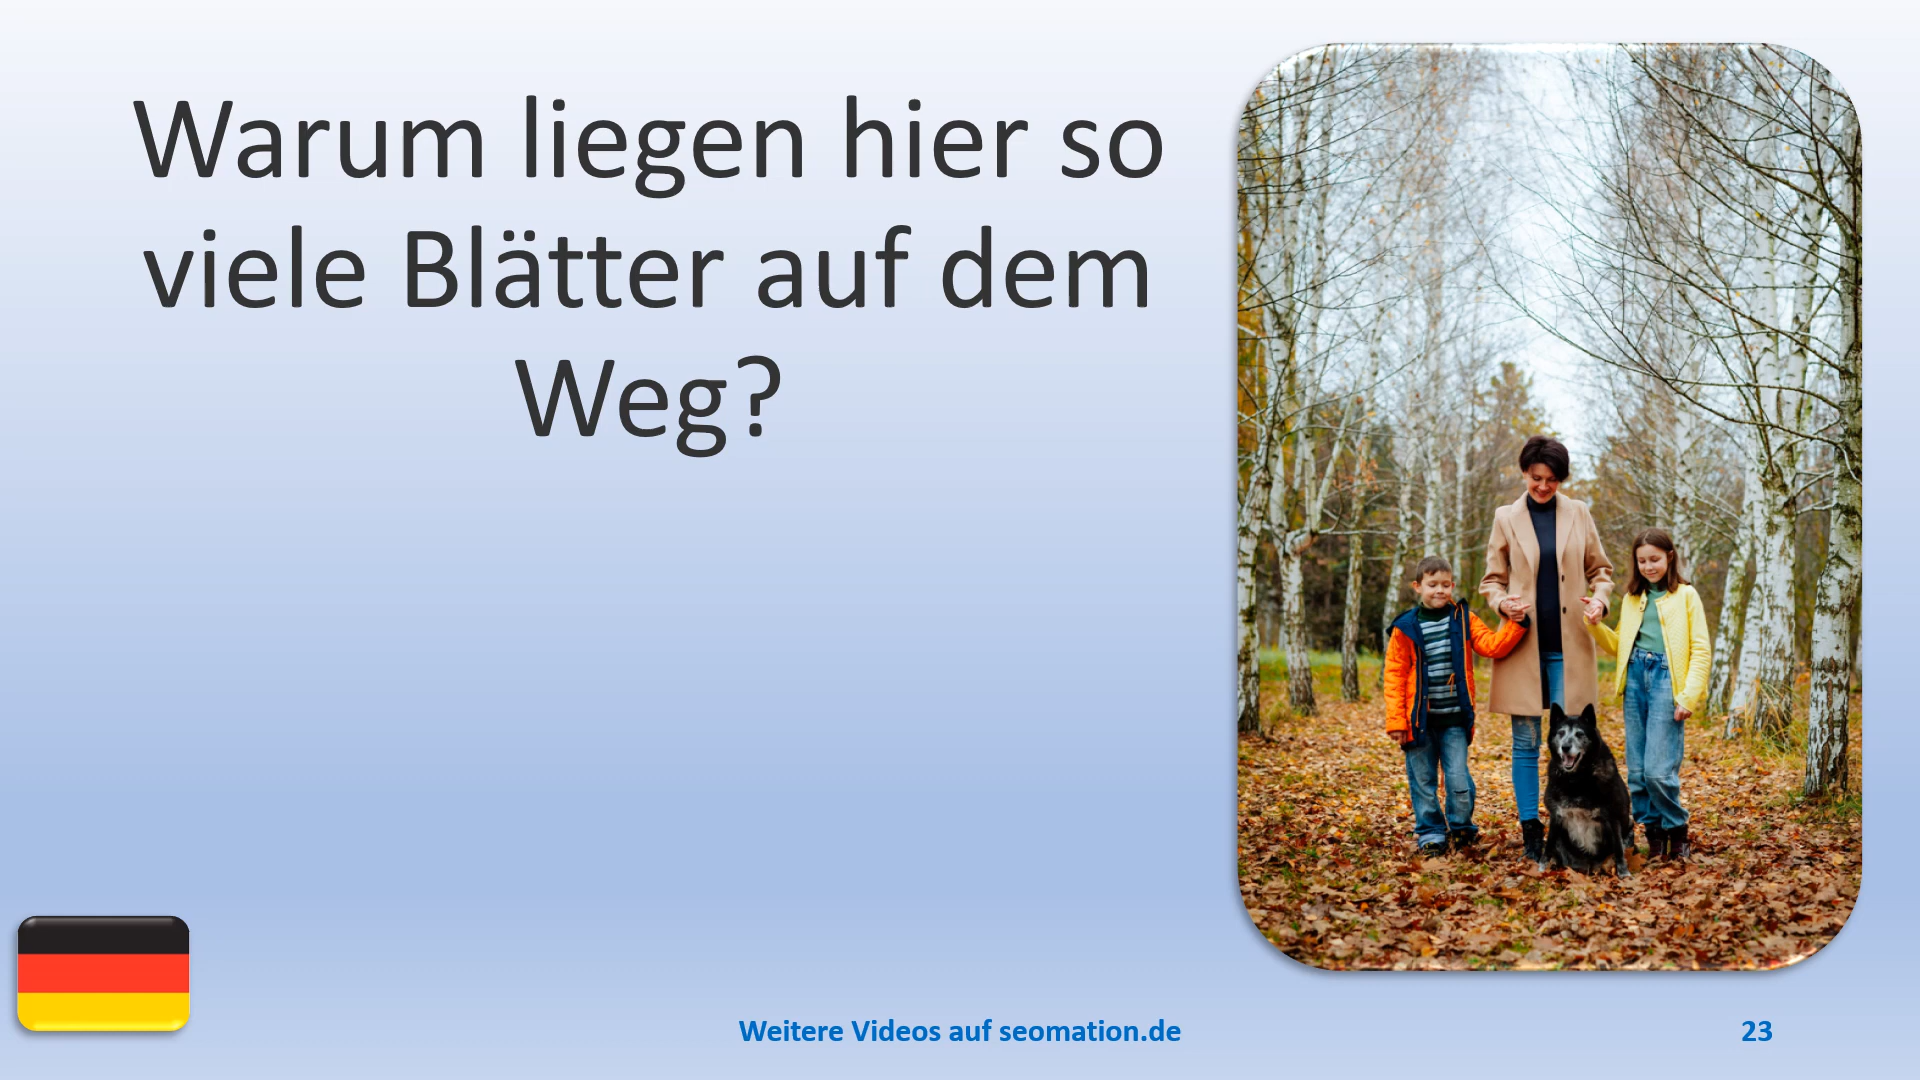 Warum liegen hier so
viele Blätter auf dem
Weg?
Weitere Videos auf seomation.de
23